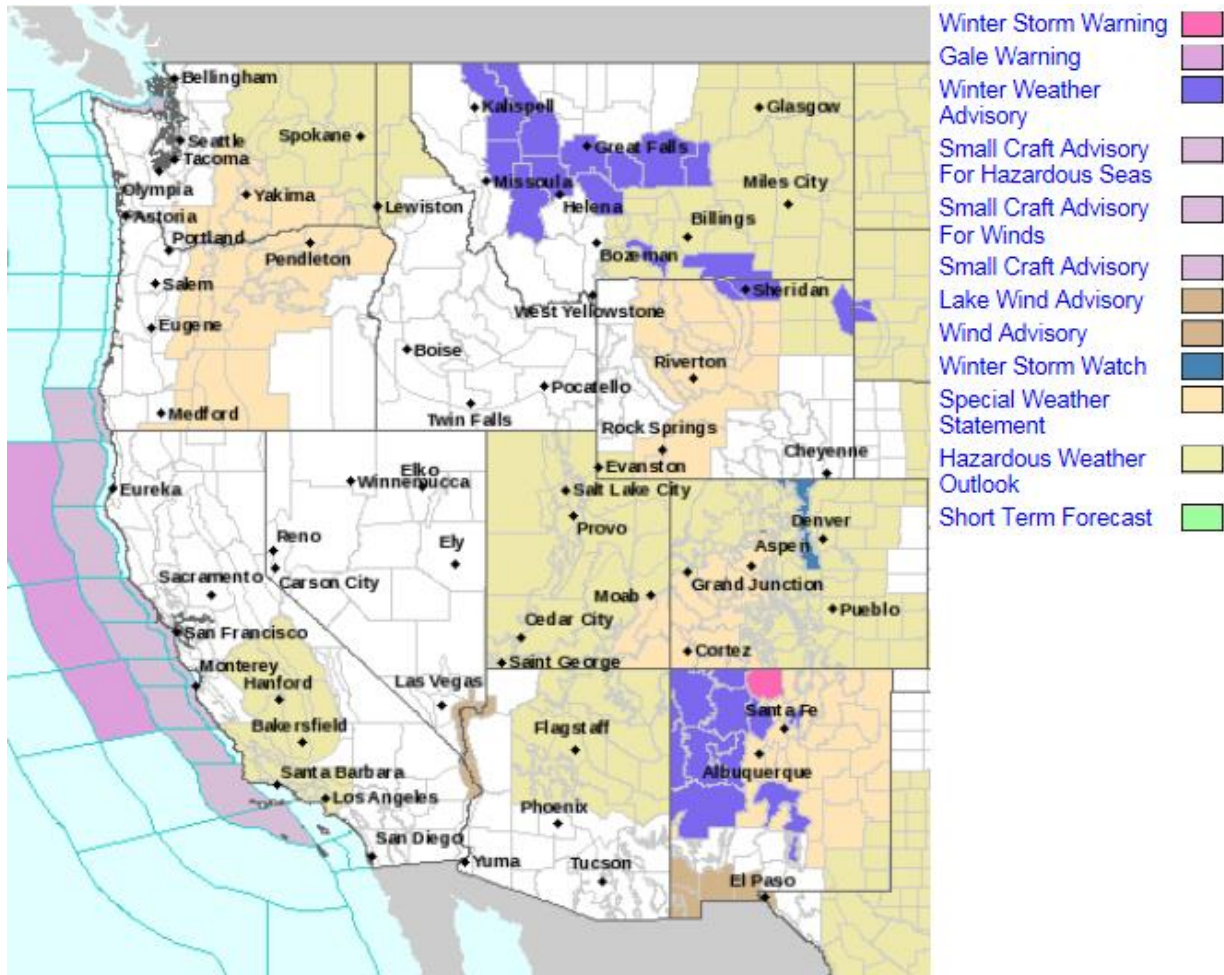 Bellingham
Seattle
Tacoma
Olympia
Spokane
Yakima
Astoria
Portland
Pendleton
Lewiston
Salem
Eugene
Medford
Kalispell
Great Falls
Glasgow
Missoula
Helena
Miles City
Billings
Bozeman
West Yellowstone
Sheridan
Boise
Pocatello
Twin Falls
Riverton
Rock Springs
Cheyenne
Evanston
Eureka
Winnemucca
Elko
Salt Lake City
Provo
Reno
Carson City
Ely
Sacramento
San Francisco
Monterey
Hanford
Bakersfield
Santa Barbara
Los Angeles
San Diego
Las Vegas
Moab
Cedar City
Saint George
Denver
Aspen
Grand Junction
Pueblo
Cortez
Flagstaff
Phoenix
Yuma
Tucson
Santa Fe
Albuquerque
El Paso
Winter Storm Warning
Gale Warning
Winter Weather
Advisory
Small Craft Advisory
For Hazardous Seas
Small Craft Advisory
For Winds
Small Craft Advisory
Lake Wind Advisory
Wind Advisory
Winter Storm Watch
Special Weather
Statement
Hazardous Weather
Outlook
Short Term Forecast